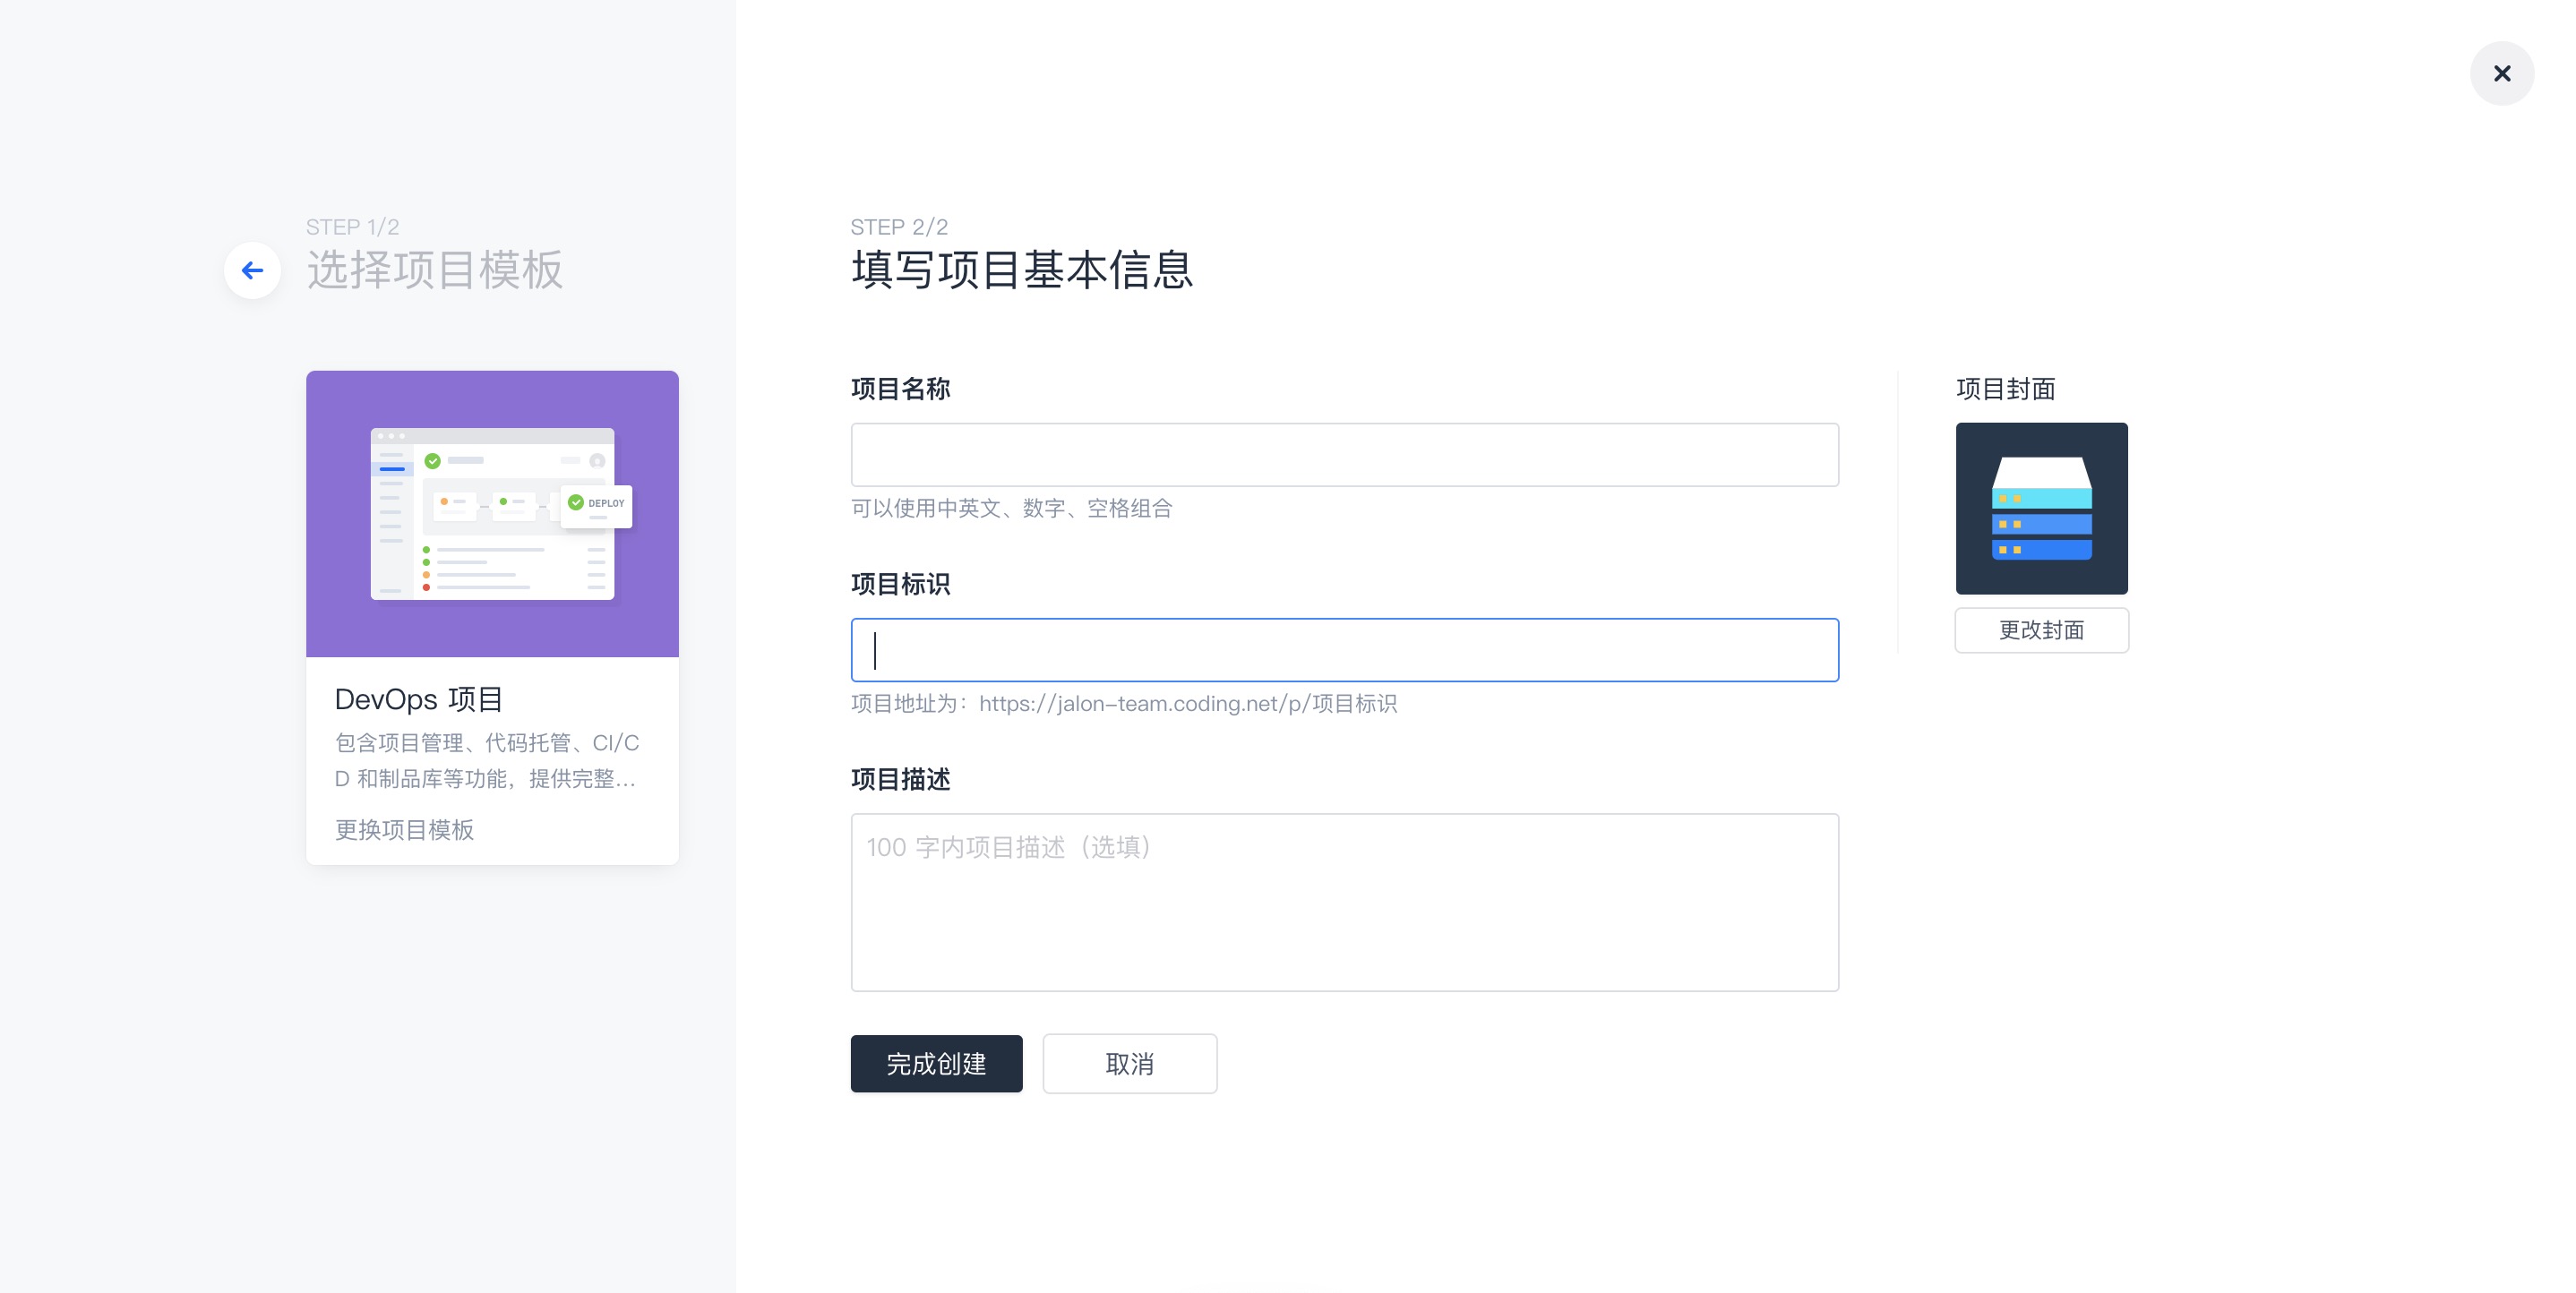 STEP 1/2
选择项目模板
DEPLOY
DevOps 项目
包含项目管理、代码托管、CI/C
D 和制品库等功能，提供完整...
更换项目模板
STEP 2/2
填写项目基本信息
项目名称
可以使用中英文、数字、空格组合
项目标识
项目地址为：https://jalon-team.coding.net/p/项目标识
项目描述
100 字内项目描述（选填）
完成创建
取消
项目封面
更改封面